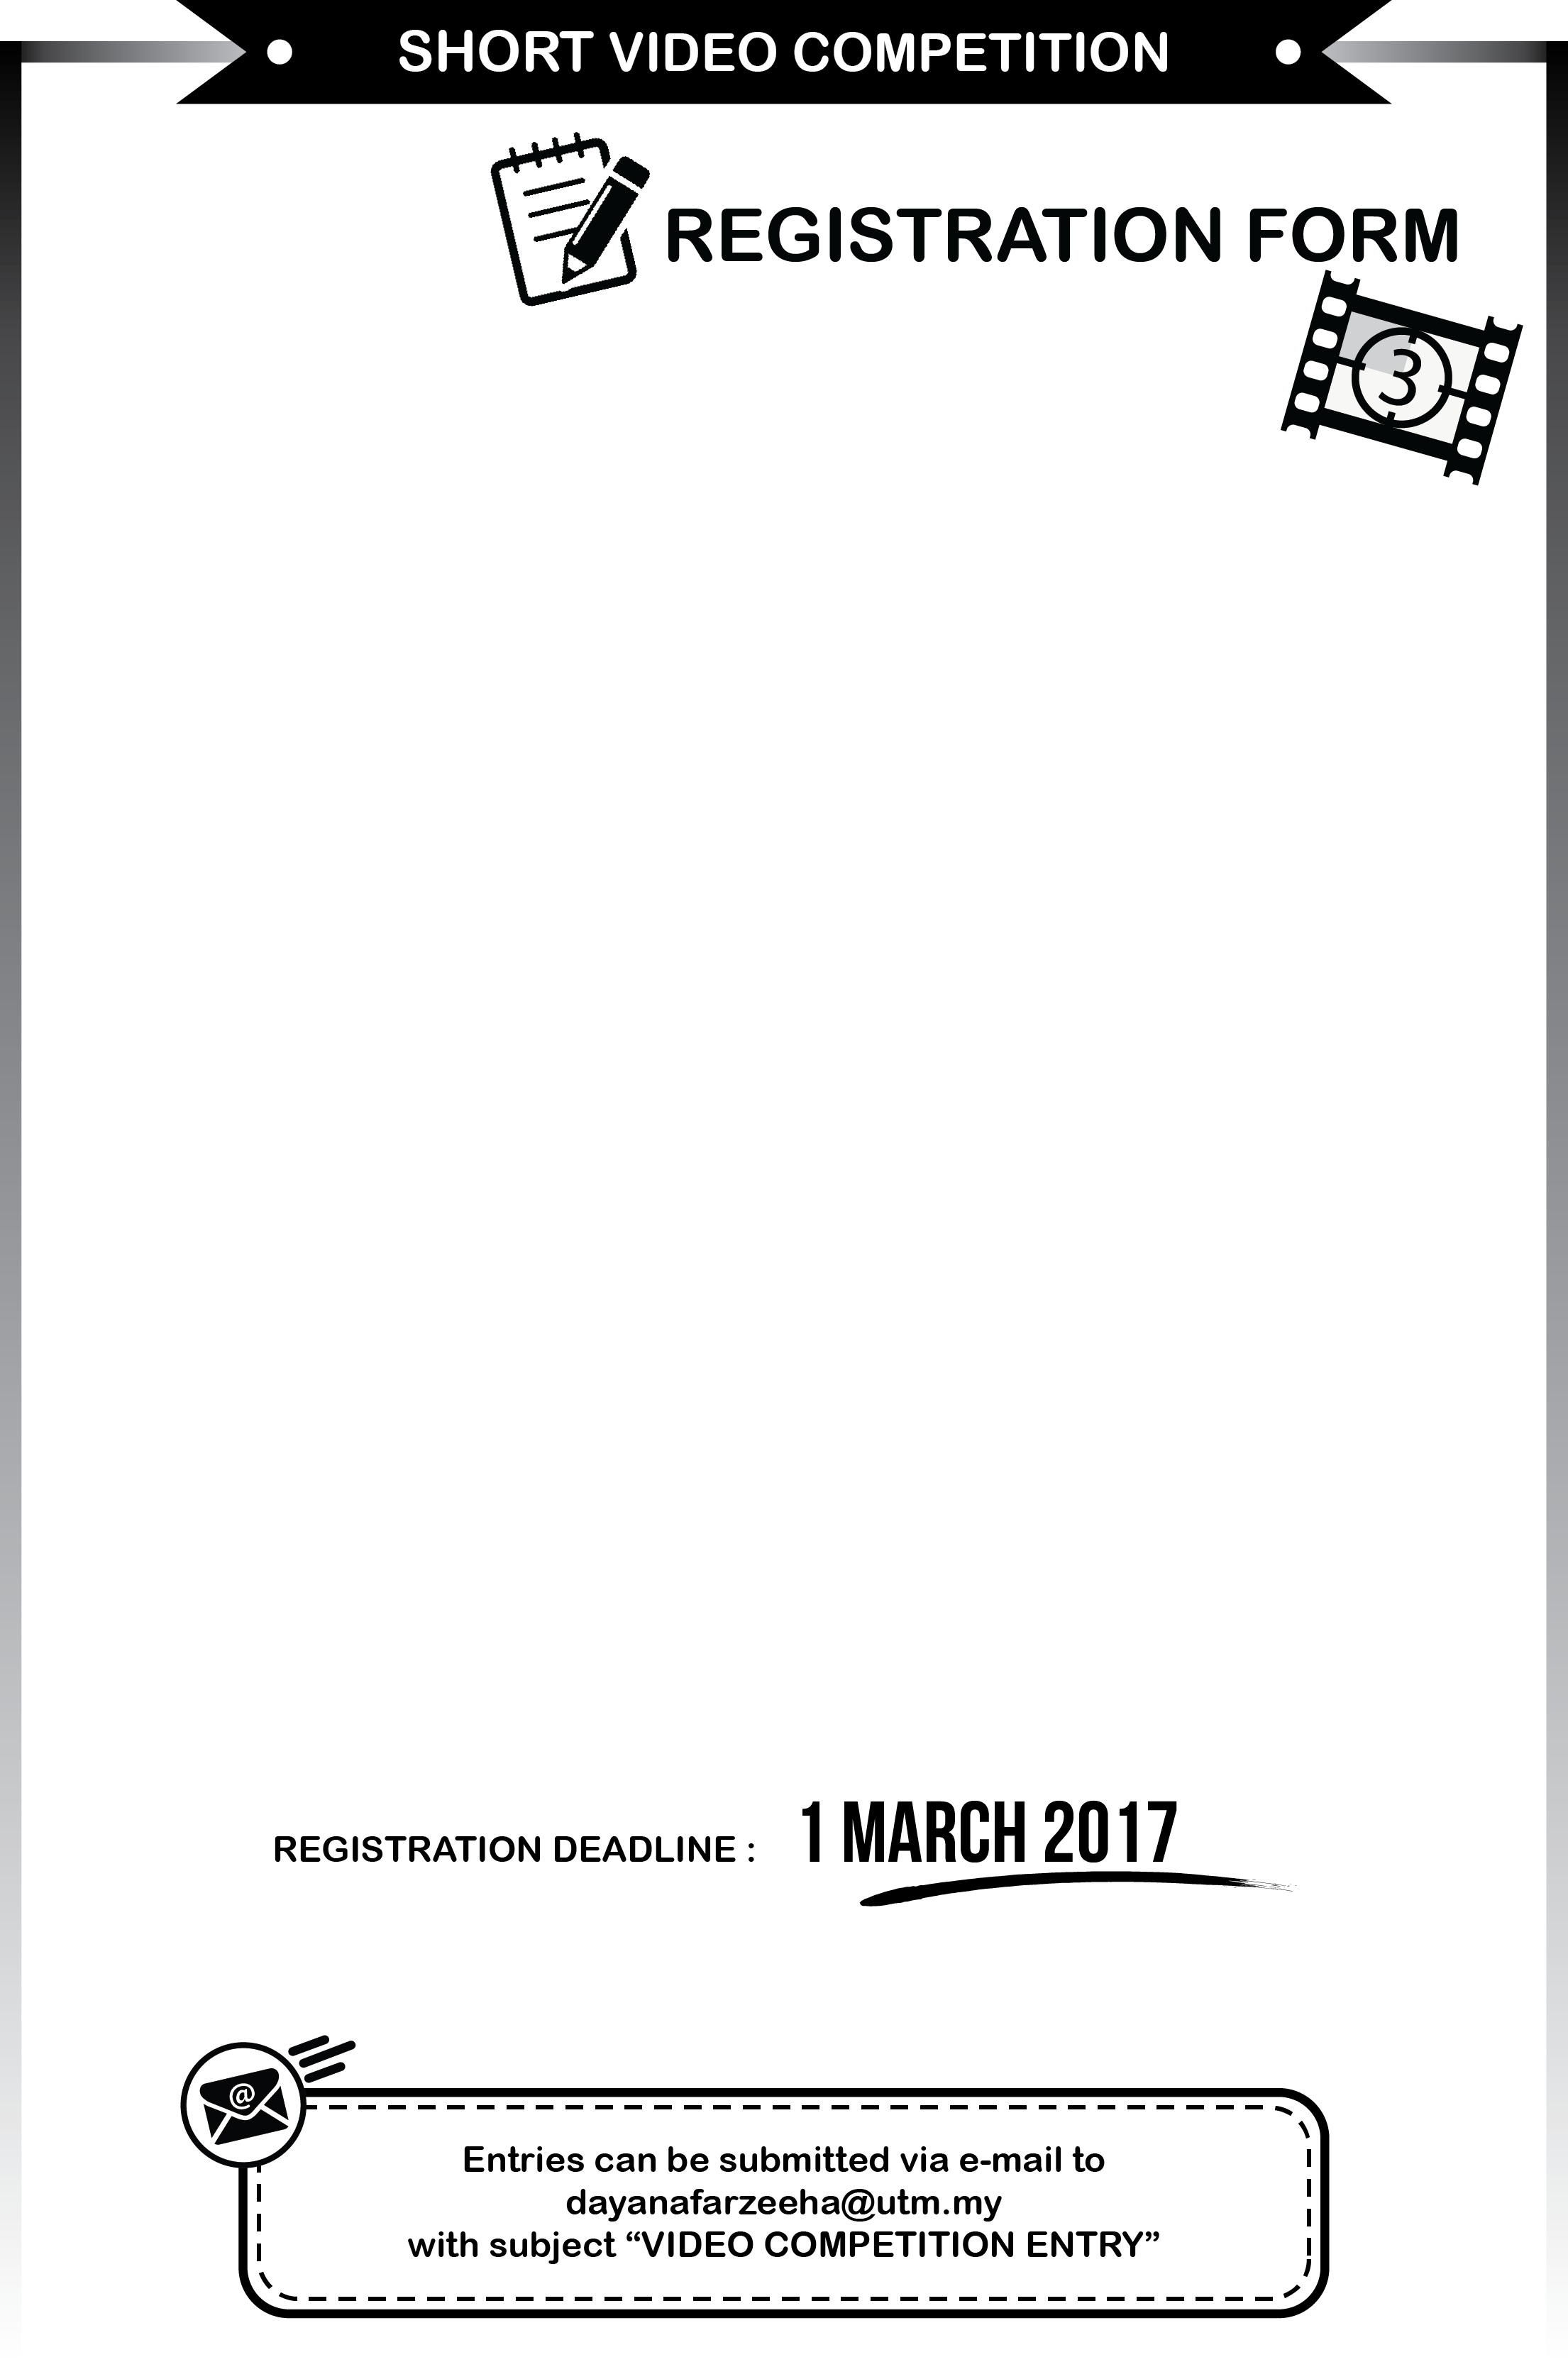 SHORT VIDEO COMPETITION
REGISTRATION FORM
3
REGISTRATION DEADLINE : 1 MARCH 2017
@
Entries can be submitted via e-mail to
dayanafarzeeha@utm.my
with subject “VIDEO COMPETITION ENTRY”